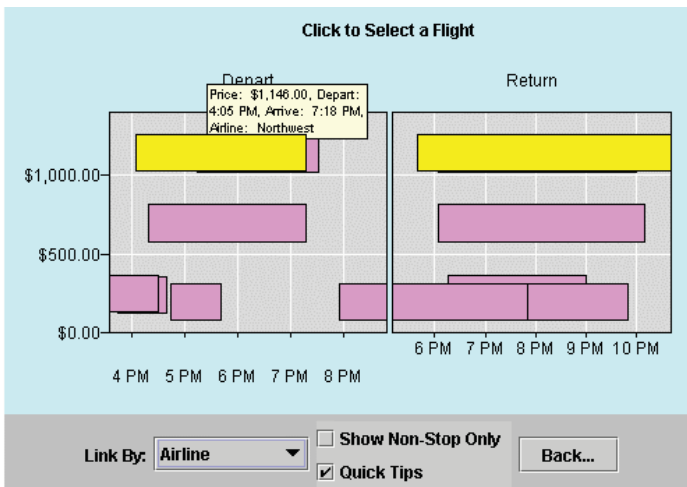 Click to Select a Flight
Depart
Return
Price: $1,146.00, Depart:
4:05 PM, Arrive: 7:18 PM,
Airline: Northwest
$1,000.00
$500.00
$0.00
6 PM 7 PM 8 PM 9 PM 10 PM
4 PM 5 PM 6 PM 7 PM 8 PM
Show Non-Stop Only
Link By: Airline
Back...
Quick Tips